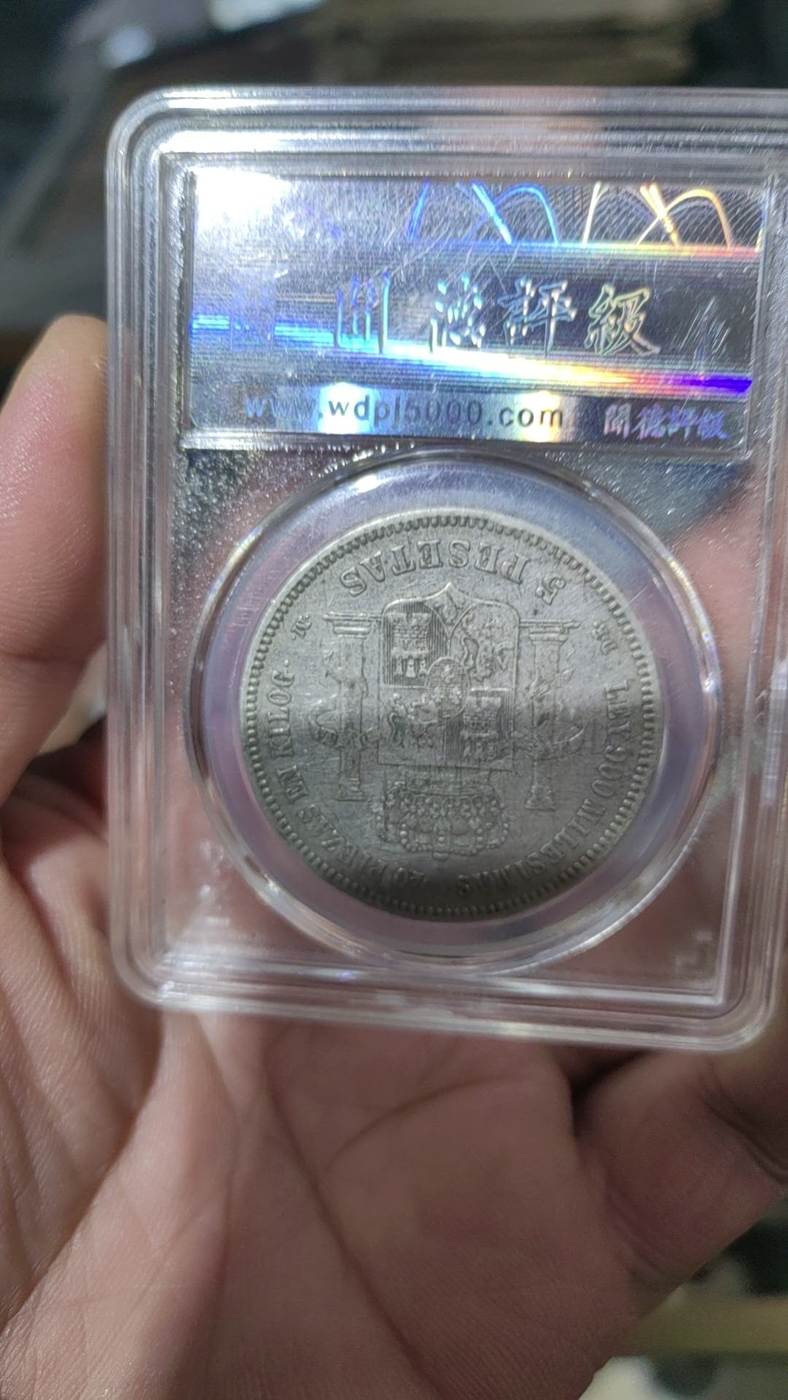 聞德評級
www.wdpj5000.com 聞德評級
5 PESETAS
LEY 900 MILESIMAS
40 PIEZAS EN KILOG.